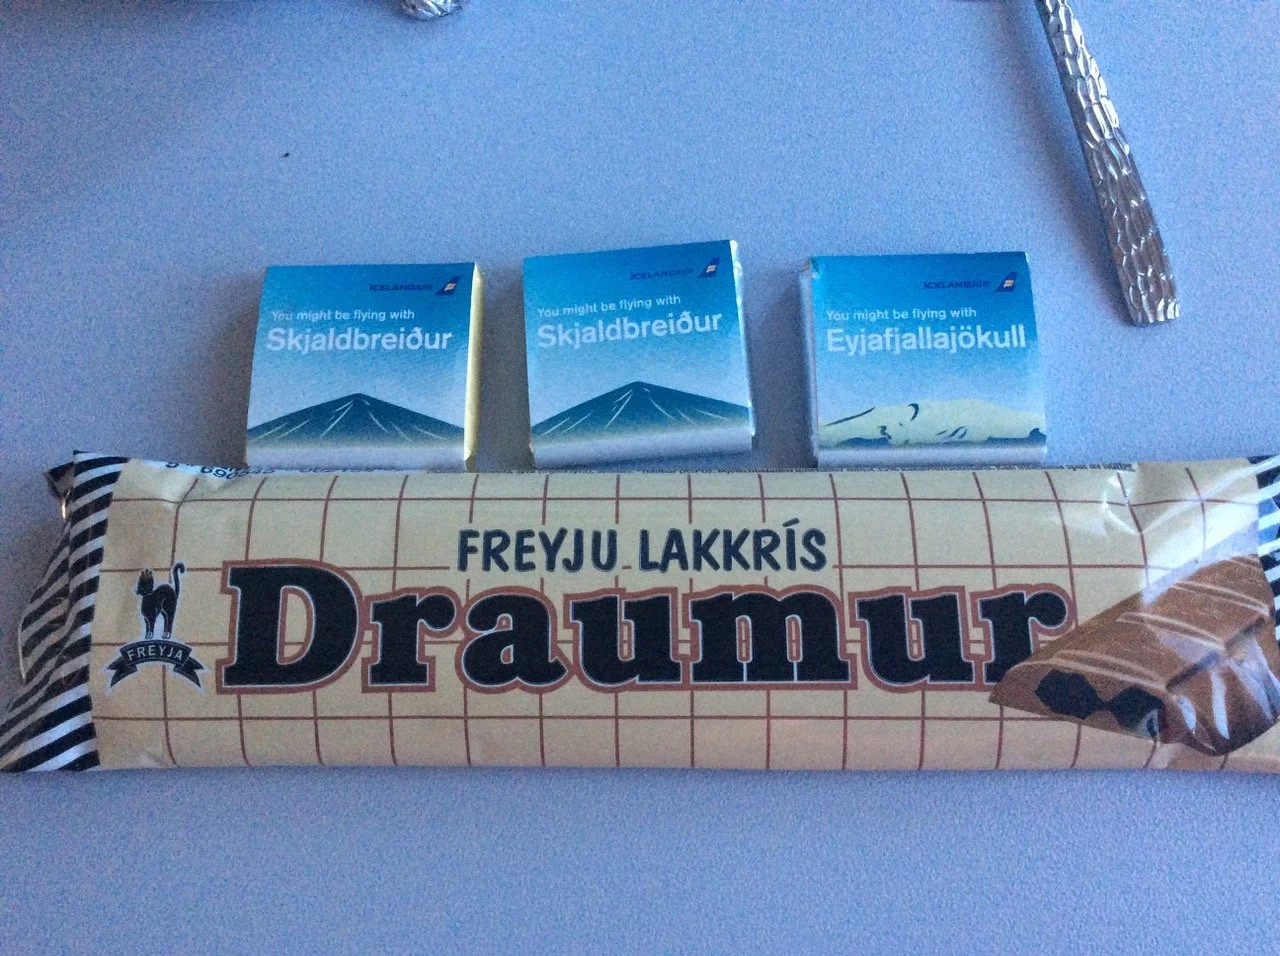 ICELANDAIR
You might be flying with
Skjaldbreiður
ICELANDAIR
You might be flying with
Skjaldbreiður
ICELANDAIR
You might be flying with
Eyjafjallajökull
FREYJU LAKKRÍS
Draumur
FREYJA